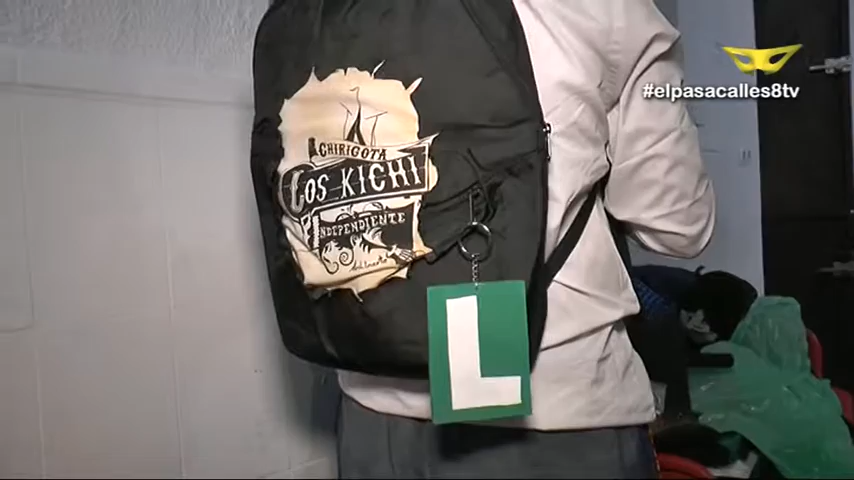 #elpasacalles8tv
CHIRIGOTA
LOS KICHI
INDEPENDIENTE
L